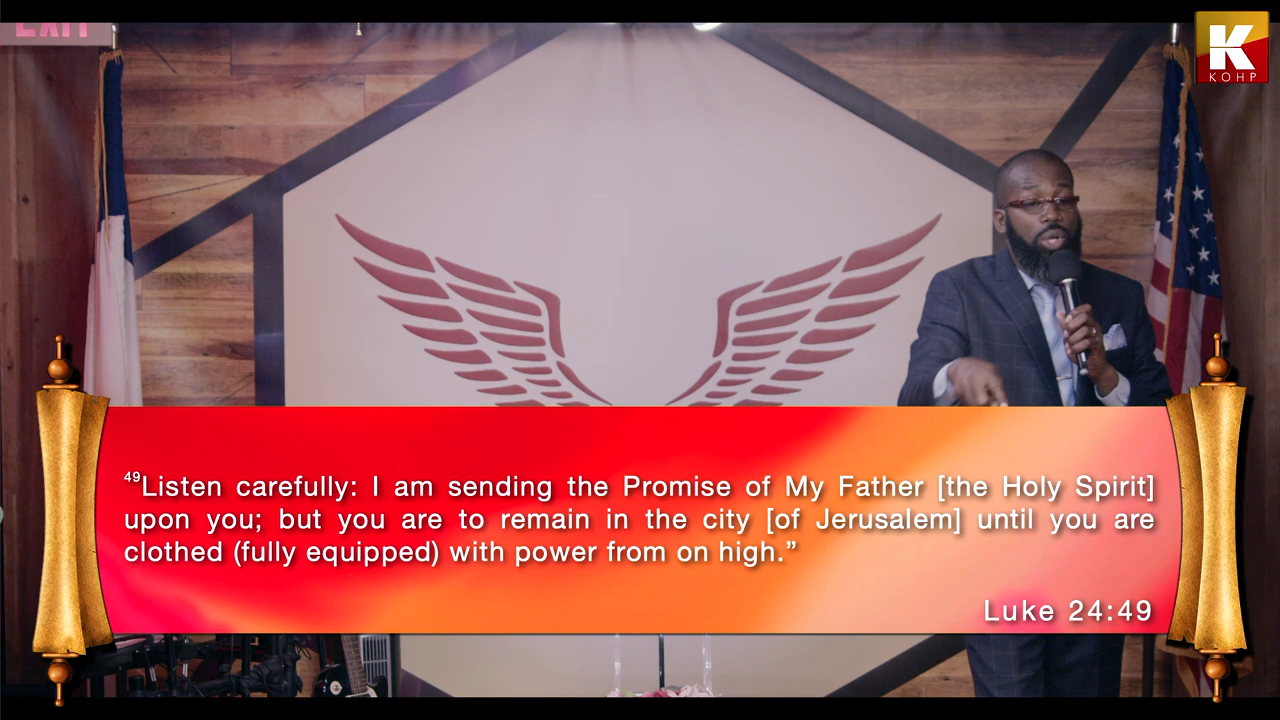 EXIT
K
KOHP
49Listen carefully: I am sending the Promise of My Father [the Holy Spirit]
upon you; but you are to remain in the city [of Jerusalem] until you are
clothed (fully equipped) with power from on high.”
Luke 24:49